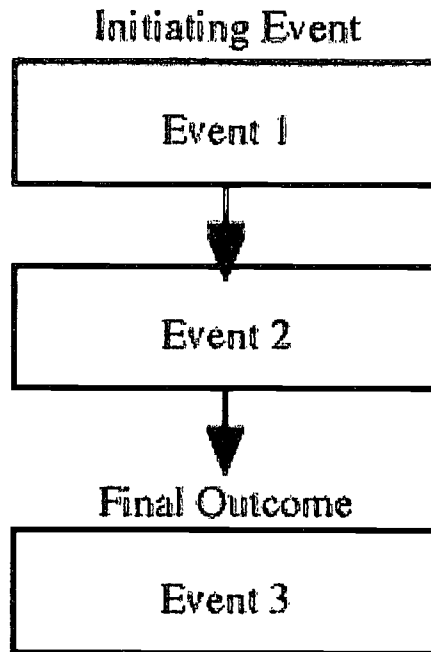 Initiating Event
Event 1
Event 2
Final Outcome
Event 3